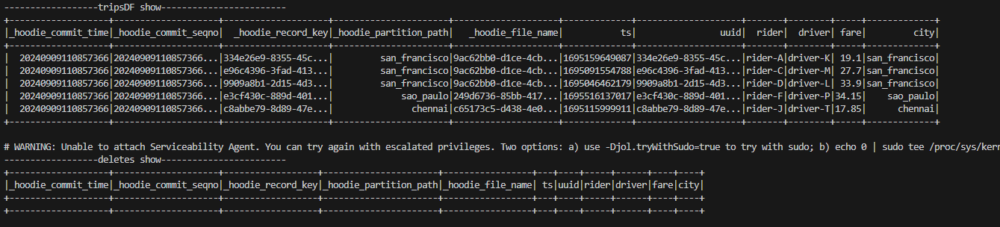 ------------------tripsDF show------------------------
+-------------------+--------------------+--------------------+----------------------+--------------------+-------------+--------------------+-------+--------+-----+-------------+
|_hoodie_commit_time|_hoodie_commit_seqno|  _hoodie_record_key|_hoodie_partition_path|   _hoodie_file_name|           ts|                uuid|  rider|  driver| fare|         city|
+-------------------+--------------------+--------------------+----------------------+--------------------+-------------+--------------------+-------+--------+-----+-------------+
|  20240909110857366|20240909110857366...|334e26e9-8355-45c...|         san_francisco|9ac62bb0-d1ce-4cb...|1695159649087|334e26e9-8355-45c...|rider-A|driver-K| 19.1|san_francisco|
|  20240909110857366|20240909110857366...|e96c4396-3fad-413...|         san_francisco|9ac62bb0-d1ce-4cb...|1695091554788|e96c4396-3fad-413...|rider-C|driver-M| 27.7|san_francisco|
|  20240909110857366|20240909110857366...|9909a8b1-2d15-4d3...|         san_francisco|9ac62bb0-d1ce-4cb...|1695046462179|9909a8b1-2d15-4d3...|rider-D|driver-L| 33.9|san_francisco|
|  20240909110857366|20240909110857366...|e3cf430c-889d-401...|             sao_paulo|249d6736-85bb-417...|1695516137017|e3cf430c-889d-401...|rider-F|driver-P|34.15|    sao_paulo|
|  20240909110857366|20240909110857366...|c8abbe79-8d89-47e...|               chennai|c65173c5-d438-4e0...|1695115999911|c8abbe79-8d89-47e...|rider-J|driver-T|17.85|      chennai|
+-------------------+--------------------+--------------------+----------------------+--------------------+-------------+--------------------+-------+--------+-----+-------------+
# WARNING: Unable to attach Serviceability Agent. You can try again with escalated privileges. Two options: a) use -Djol.tryWithSudo=true to try with sudo; b) echo 0 | sudo tee /proc/sys/kern
------------------deletes show------------------------
+-------------------+--------------------+------------------+----------------------+-----------------+---+----+-----+------+----+----+
|_hoodie_commit_time|_hoodie_commit_seqno|_hoodie_record_key|_hoodie_partition_path|_hoodie_file_name| ts|uuid|rider|driver|fare|city|
+-------------------+--------------------+------------------+----------------------+-----------------+---+----+-----+------+----+----+
+-------------------+--------------------+------------------+----------------------+-----------------+---+----+-----+------+----+----+